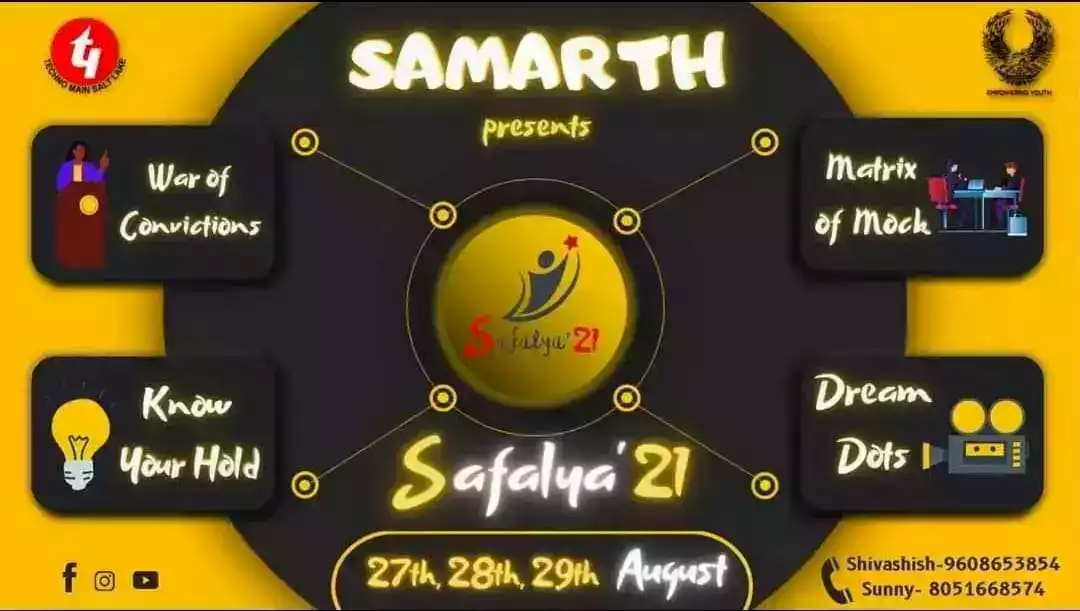 SAMARTH
presents
TECHNO MAIN SALT LAKE
EMPOWERING YOUTH
War of
Convictions
Matrix
of Mock
Safalya'21
Know
Your Hold
Dream
Dots
Safalya'21
27th, 28th, 29th August
Shivashish-9608653854
Sunny- 8051668574